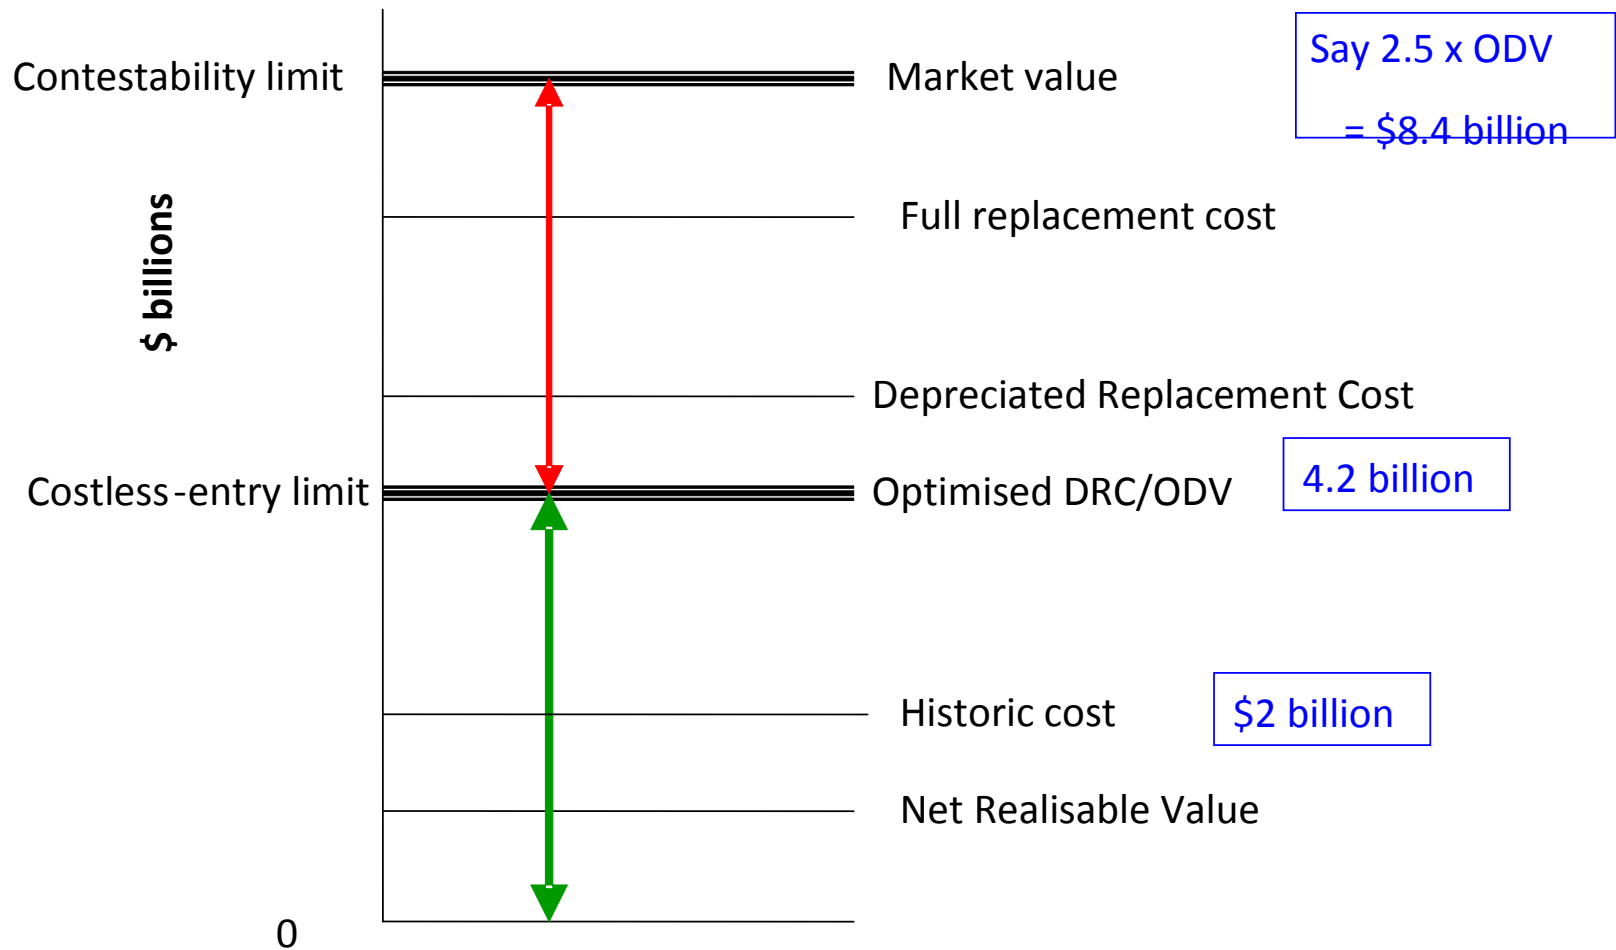 Say 2.5 x ODV
= $8.4 billion
Contestability limit
Market value
Full replacement cost
$ billions
Depreciated Replacement Cost
4.2 billion
Costless-entry limit
Optimised DRC/ODV
Historic cost
$2 billion
Net Realisable Value
0